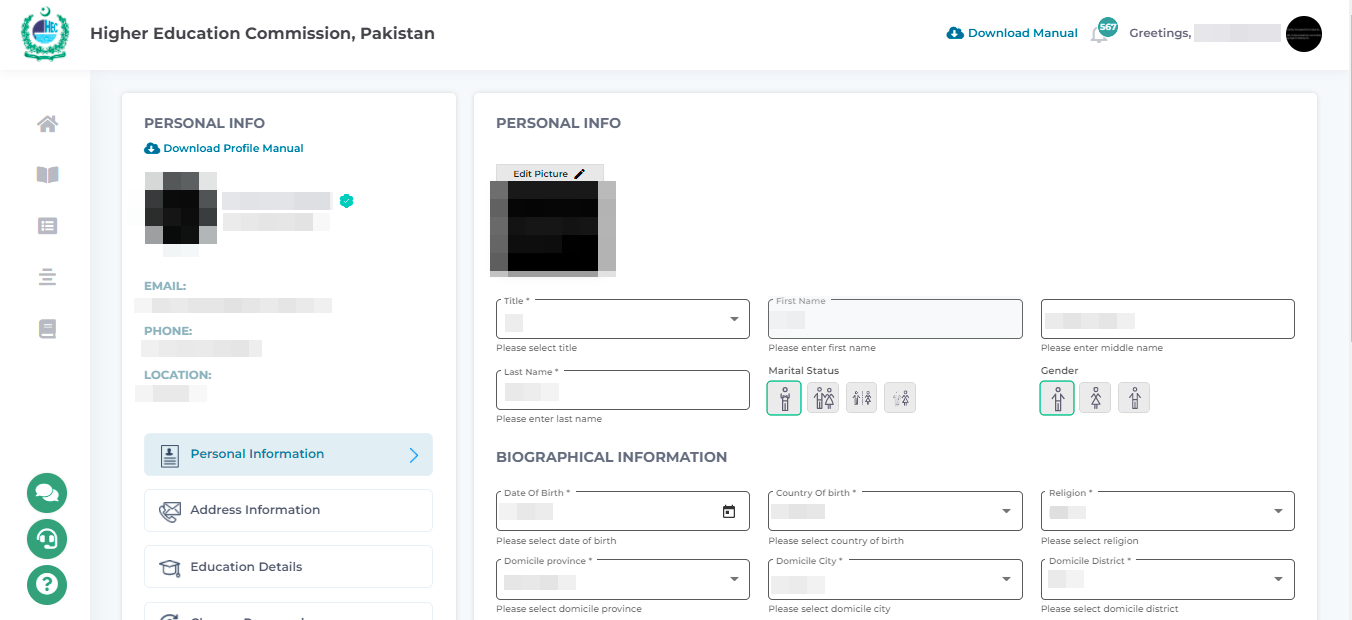 HEC
Higher Education Commission, Pakistan
Download Manual
567
Greetings,
PERSONAL INFO
Download Profile Manual
EMAIL:
PHONE:
LOCATION:
Personal Information
Address Information
Education Details
PERSONAL INFO
Edit Picture
Title *
First Name
Please select title
Please enter first name
Please enter middle name
Last Name *
Marital Status
Gender
Please enter last name
BIOGRAPHICAL INFORMATION
Date Of Birth *
Country Of birth *
Religion *
Please select date of birth
Please select country of birth
Please select religion
Domicile province *
Domicile City *
Domicile District *
Please select domicile province
Please select domicile city
Please select domicile district